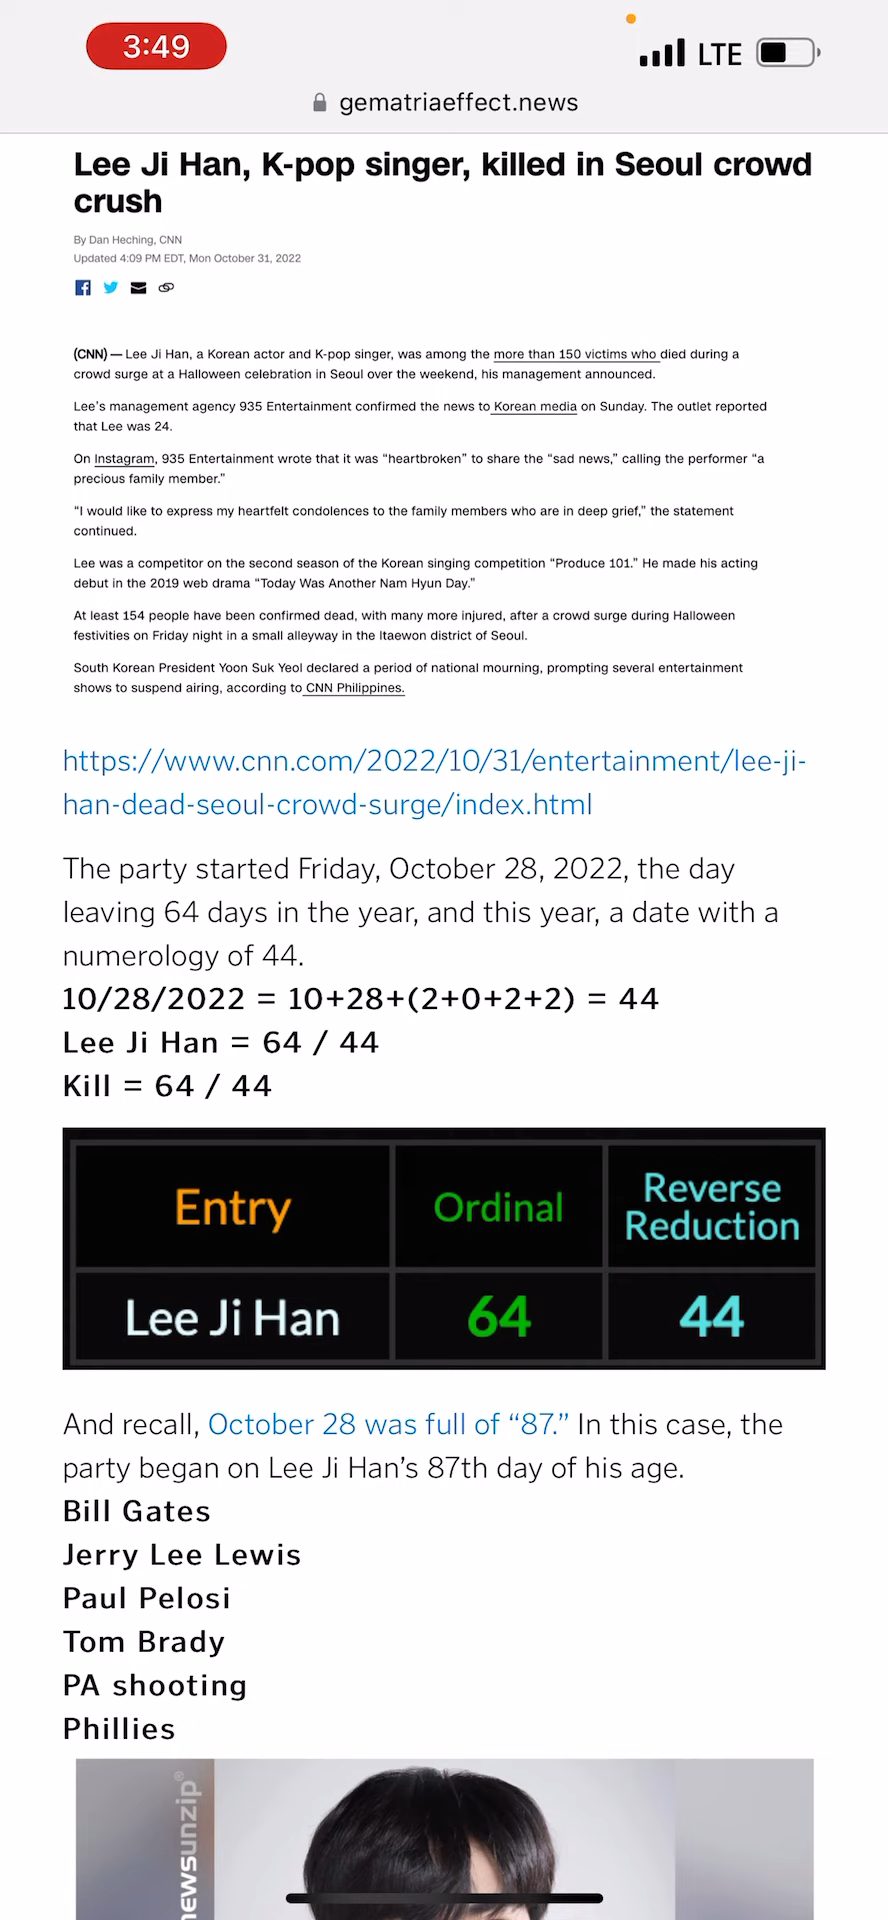 3:49
LTE
gematriaeffect.news
Lee Ji Han, K-pop singer, killed in Seoul crowd
crush
By Dan Heching, CNN
Updated 4:09 PM EDT, Mon October 31, 2022
(CNN) — Lee Ji Han, a Korean actor and K-pop singer, was among the more than 150 victims who died during a
crowd surge at a Halloween celebration in Seoul over the weekend, his management announced.
Lee's management agency 935 Entertainment confirmed the news to Korean media on Sunday. The outlet reported
that Lee was 24.
On Instagram, 935 Entertainment wrote that it was “heartbroken” to share the “sad news,” calling the performer “a
precious family member.”
“I would like to express my heartfelt condolences to the family members who are in deep grief,” the statement
continued.
Lee was a competitor on the second season of the Korean singing competition “Produce 101.” He made his acting
debut in the 2019 web drama “Today Was Another Nam Hyun Day.”
At least 154 people have been confirmed dead, with many more injured, after a crowd surge during Halloween
festivities on Friday night in a small alleyway in the Itaewon district of Seoul.
South Korean President Yoon Suk Yeol declared a period of national mourning, prompting several entertainment
shows to suspend airing, according to CNN Philippines.
https://www.cnn.com/2022/10/31/entertainment/lee-ji-
han-dead-seoul-crowd-surge/index.html
The party started Friday, October 28, 2022, the day
leaving 64 days in the year, and this year, a date with a
numerology of 44.
10/28/2022 = 10+28+(2+0+2+2) = 44
Lee Ji Han = 64 / 44
Kill = 64 / 44
Entry Ordinal Reverse Reduction
Lee Ji Han 64 44
And recall, October 28 was full of “87.” In this case, the
party began on Lee Ji Han’s 87th day of his age.
Bill Gates
Jerry Lee Lewis
Paul Pelosi
Tom Brady
PA shooting
Phillies
newsunzip®